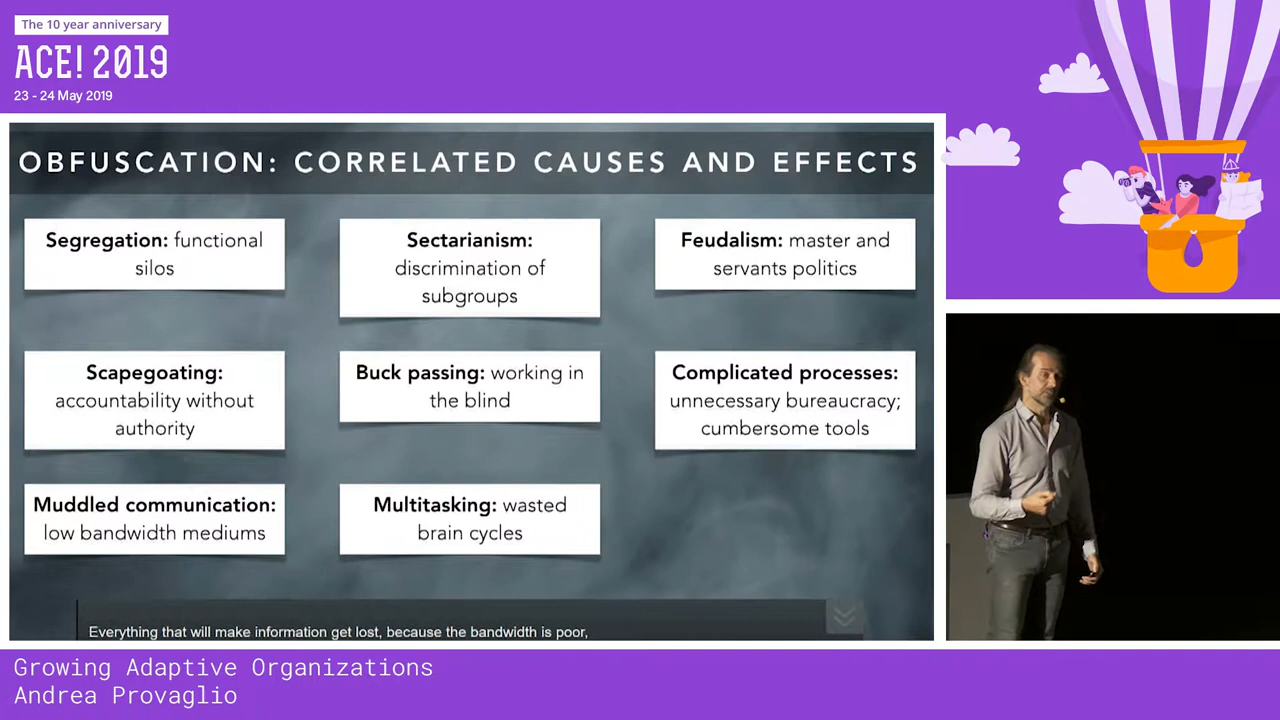 The 10 year anniversary
ACE! 2019
23 - 24 May 2019
OBFUSCATION: CORRELATED CAUSES AND EFFECTS
Segregation: functional
silos
Sectarianism:
discrimination of
subgroups
Feudalism: master and
servants politics
Scapegoating:
accountability without
authority
Buck passing: working in
the blind
Complicated processes:
unnecessary bureaucracy;
cumbersome tools
Muddled communication:
low bandwidth mediums
Multitasking: wasted
brain cycles
Everything that will make information get lost, because the bandwidth is poor,
Growing Adaptive Organizations
Andrea Provaglio